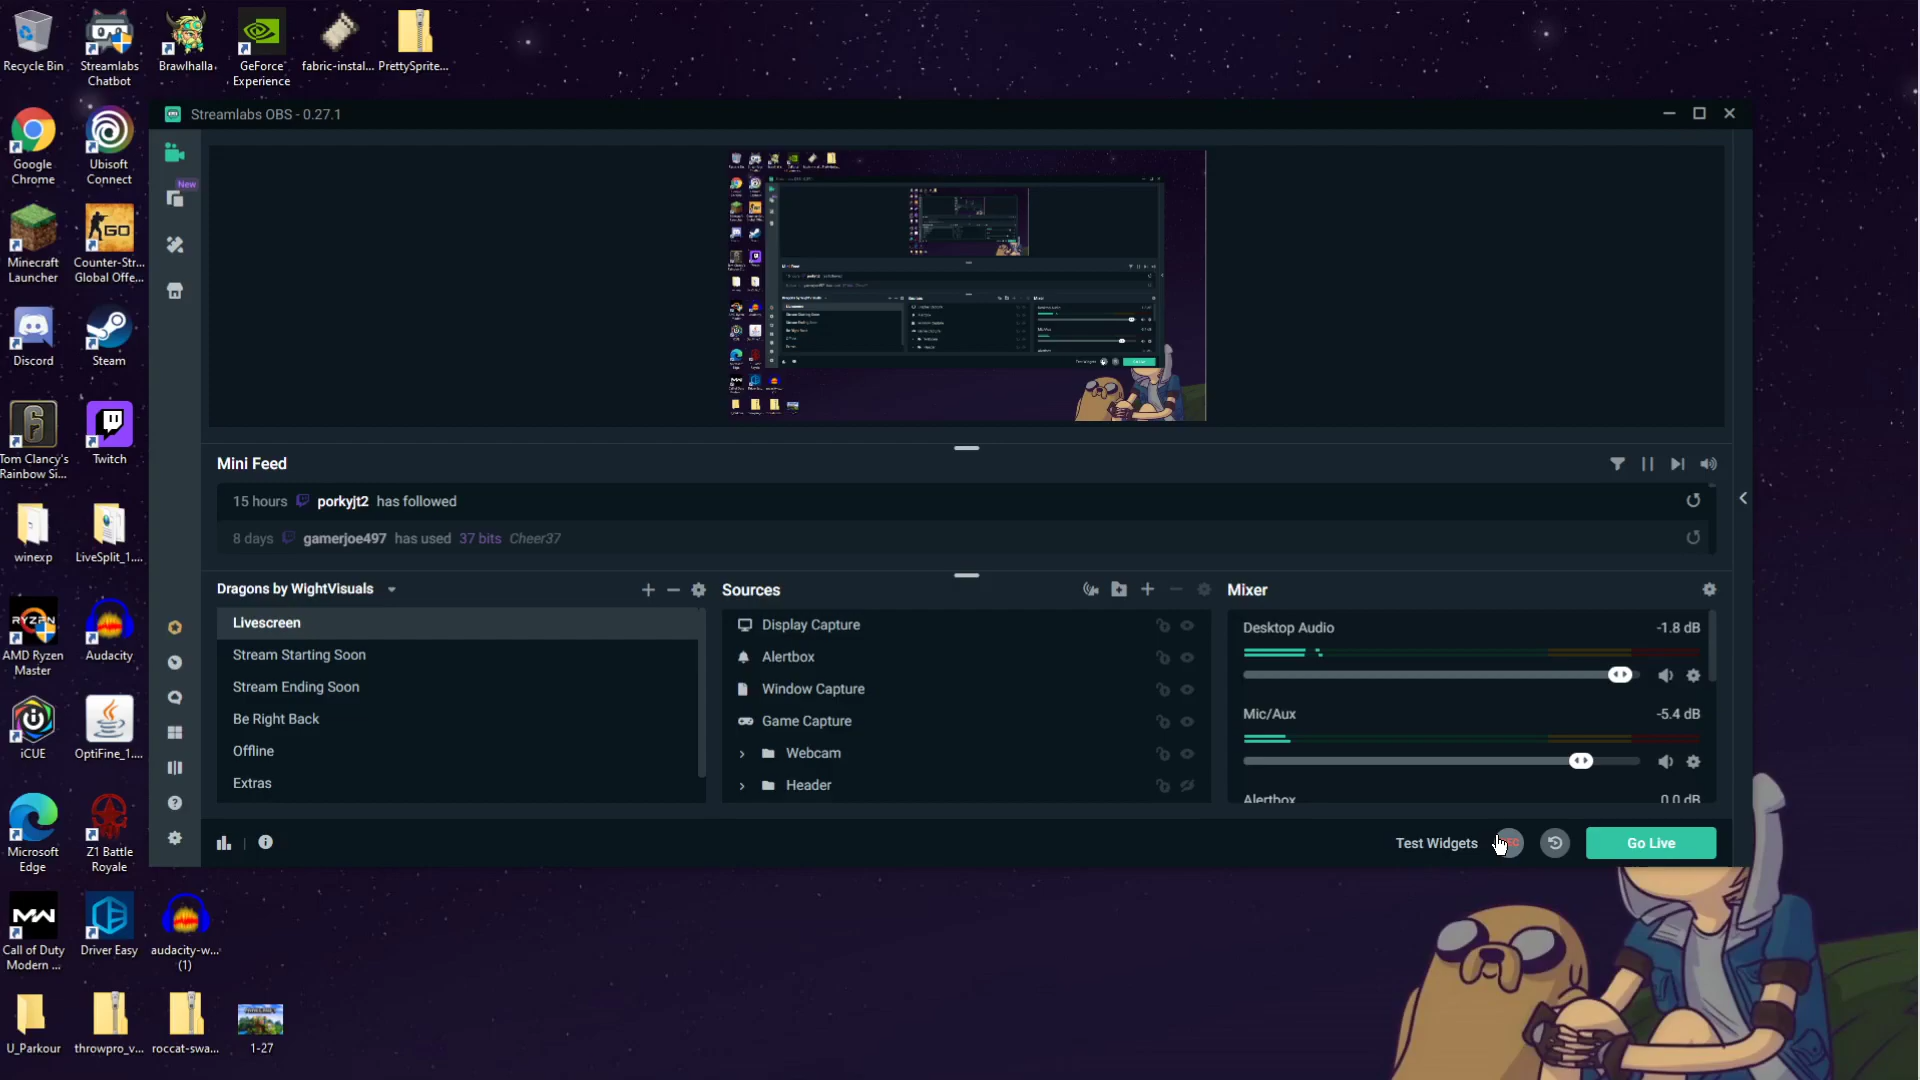 Recycle Bin
Streamlabs
Chatbot
Brawlhalla
GeForce
Experience
fabric-instal...
PrettySprite...
Google
Chrome
Ubisoft
Connect
Minecraft
Launcher
Counter-Str...
Global Offe...
Discord
Steam
Tom Clancy's
Rainbow Si...
Twitch
winexp
LiveSplit_1....
AMD Ryzen
Master
Audacity
iCUE
OptiFine_1....
Microsoft
Edge
Z1 Battle
Royale
Call of Duty
Modern ...
Driver Easy
audacity-w...
(1)
U_Parkour
throwpro_v...
roccat-swa...
1-27
Streamlabs OBS - 0.27.1
New
Mini Feed
15 hours porkyjt2 has followed
8 days gamerjoe497 has used 37 bits Cheer37
Dragons by WightVisuals
Livescreen
Stream Starting Soon
Stream Ending Soon
Be Right Back
Offline
Extras
Sources
Display Capture
Alertbox
Window Capture
Game Capture
Webcam
Header
Mixer
Desktop Audio -1.8 dB
Mic/Aux -5.4 dB
Alertbox 0.0 dB
Test Widgets
Go Live